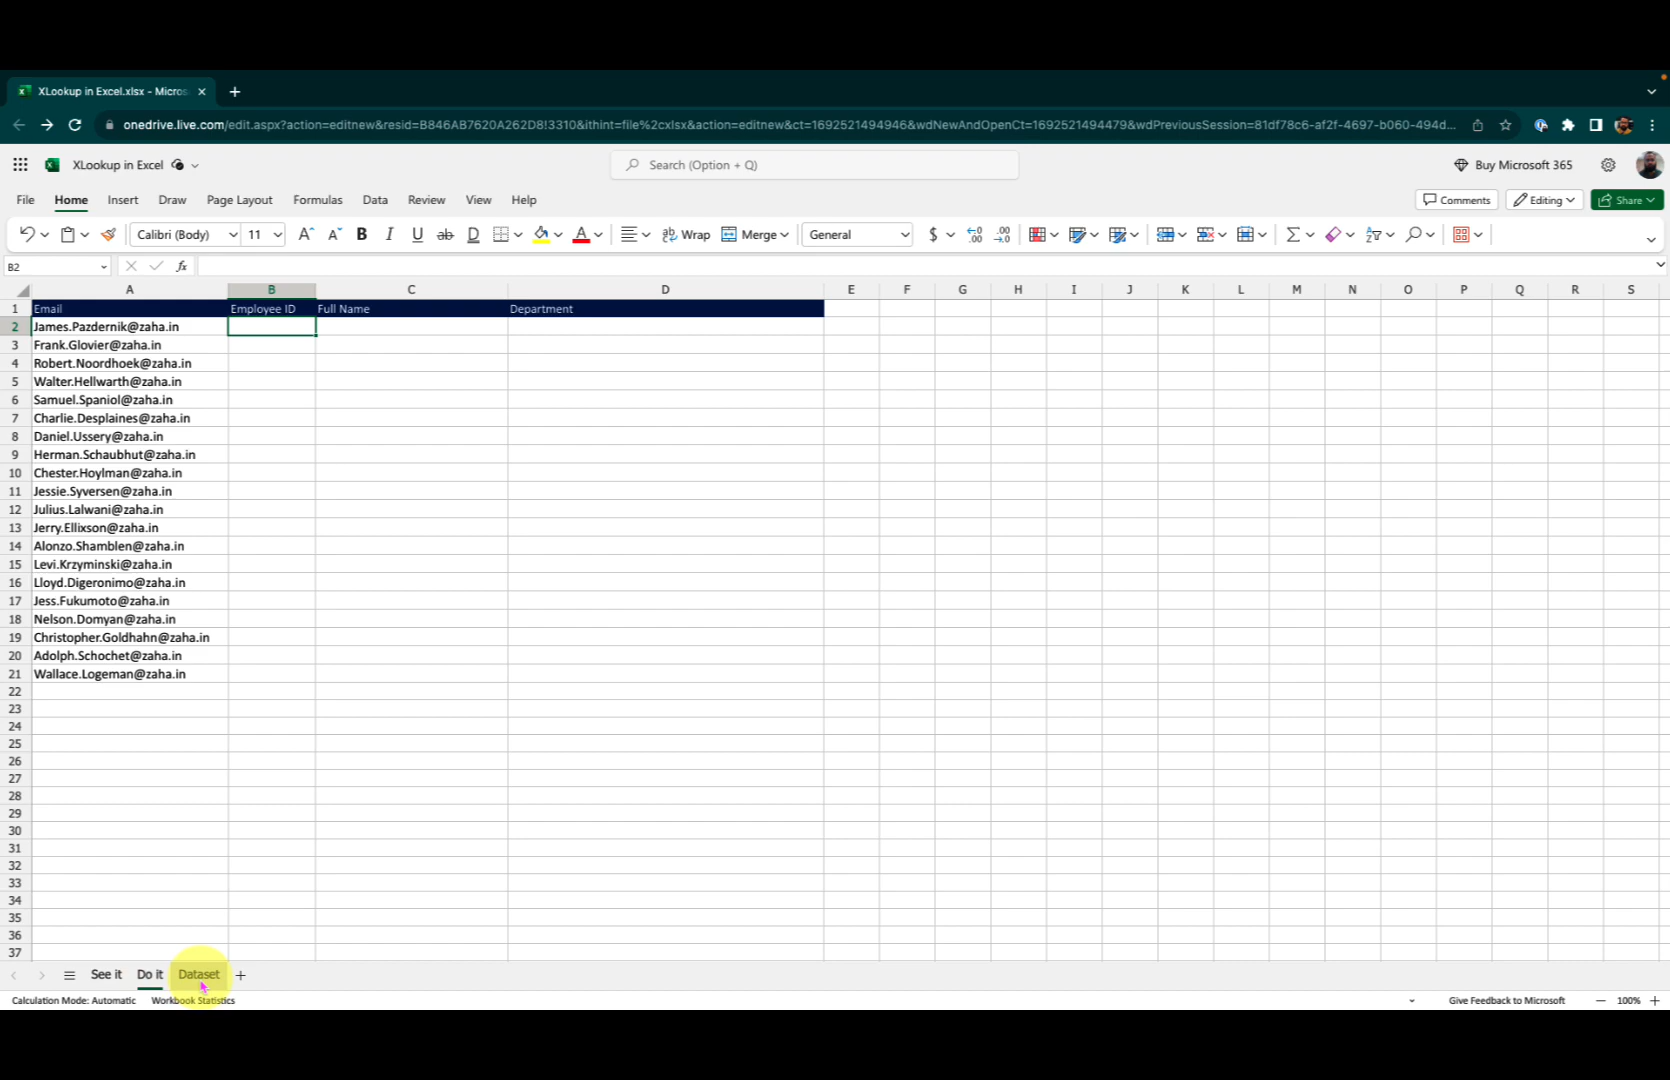 XLookup in Excel.xlsx - Micros
onedrive.live.com/edit.aspx?action=editnew&resid=B846AB7620A262D8!3310&ithint=file%2cxlsx&action=editnew&ct=1692521494946&wdNewAndOpenCt=1692521494479&wdPreviousSession=81df78c6-af2f-4697-b060-494d...
XLookup in Excel Search (Option + Q) Buy Microsoft 365
File Home Insert Draw Page Layout Formulas Data Review View Help Comments Editing Share
Calibri (Body) 11 A A B I U ab D A Wrap Merge General $ .00
B2 fx
A B C D E F G H I J K L M N O P Q R S
1 Email Employee ID Full Name Department
2 James.Pazdernik@zaha.in
3 Frank.Glovier@zaha.in
4 Robert.Noordhoek@zaha.in
5 Walter.Hellwarth@zaha.in
6 Samuel.Spaniol@zaha.in
7 Charlie.Desplaines@zaha.in
8 Daniel.Ussery@zaha.in
9 Herman.Schaubhut@zaha.in
10 Chester.Hoylman@zaha.in
11 Jessie.Syversen@zaha.in
12 Julius.Lalwani@zaha.in
13 Jerry.Ellixson@zaha.in
14 Alonzo.Shamblen@zaha.in
15 Levi.Krzyminski@zaha.in
16 Lloyd.Digeronimo@zaha.in
17 Jess.Fukumoto@zaha.in
18 Nelson.Domyan@zaha.in
19 Christopher.Goldhahn@zaha.in
20 Adolph.Schochet@zaha.in
21 Wallace.Logeman@zaha.in
22
23
24
25
26
27
28
29
30
31
32
33
34
35
36
37
See it Do it Dataset
Calculation Mode: Automatic Workbook Statistics Give Feedback to Microsoft 100%